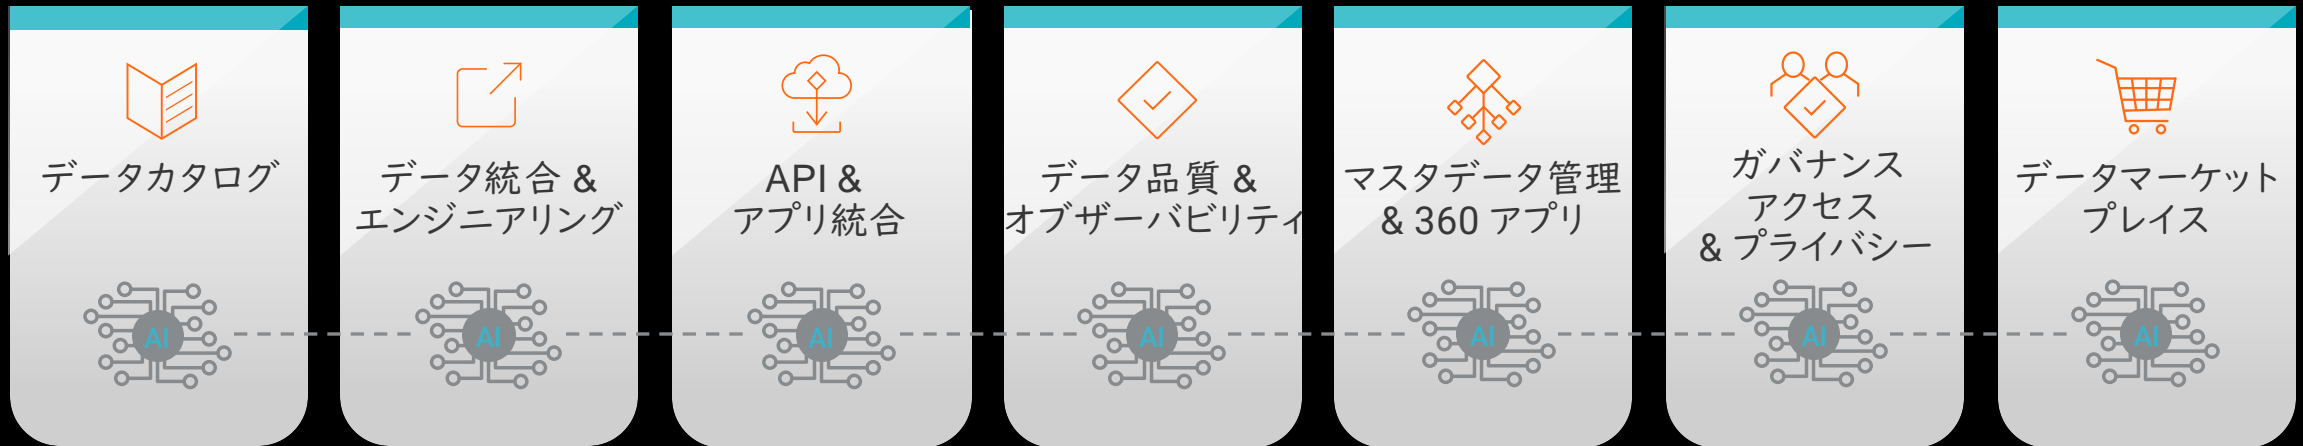 データカタログ
データ統合 &
エンジニアリング
API &
アプリ統合
データ品質 &
オブザーバビリティ
マスタデータ管理
& 360 アプリ
ガバナンス
アクセス
& プライバシー
データマーケット
プレイス
AI
AI
AI
AI
AI
AI
AI